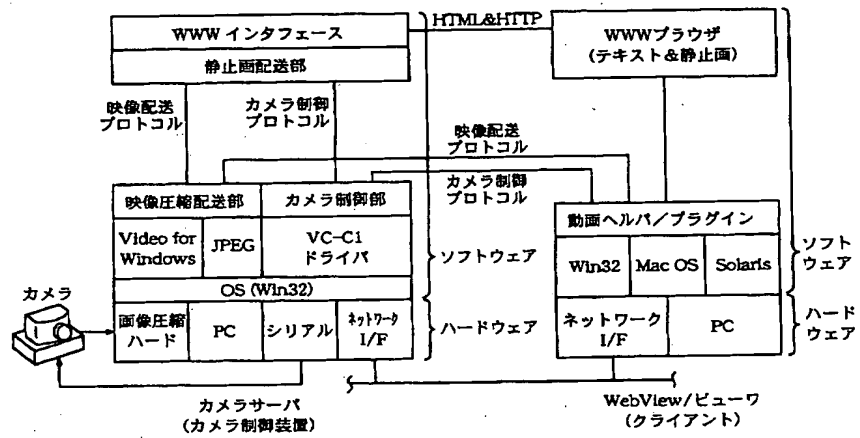 HTML&HTTP
WWW インタフェース
静止画配送部
WWWブラウザ
(テキスト&静止画)
映像配送
プロトコル
カメラ制御
プロトコル
映像配送
プロトコル
カメラ制御
プロトコル
映像圧縮配送部
カメラ制御部
Video for
Windows
JPEG
VC-C1
ドライバ
OS (Win32)
ソフトウェア
動画ヘルパ/プラグイン
Win32
Mac OS
Solaris
ソフト
ウェア
カメラ
画像圧縮
ハード
PC
シリアル
ネットワーク
I/F
ハードウェア
ネットワーク
I/F
PC
ハード
ウェア
カメラサーバ
(カメラ制御装置)
WebView/ビューワ
(クライアント)